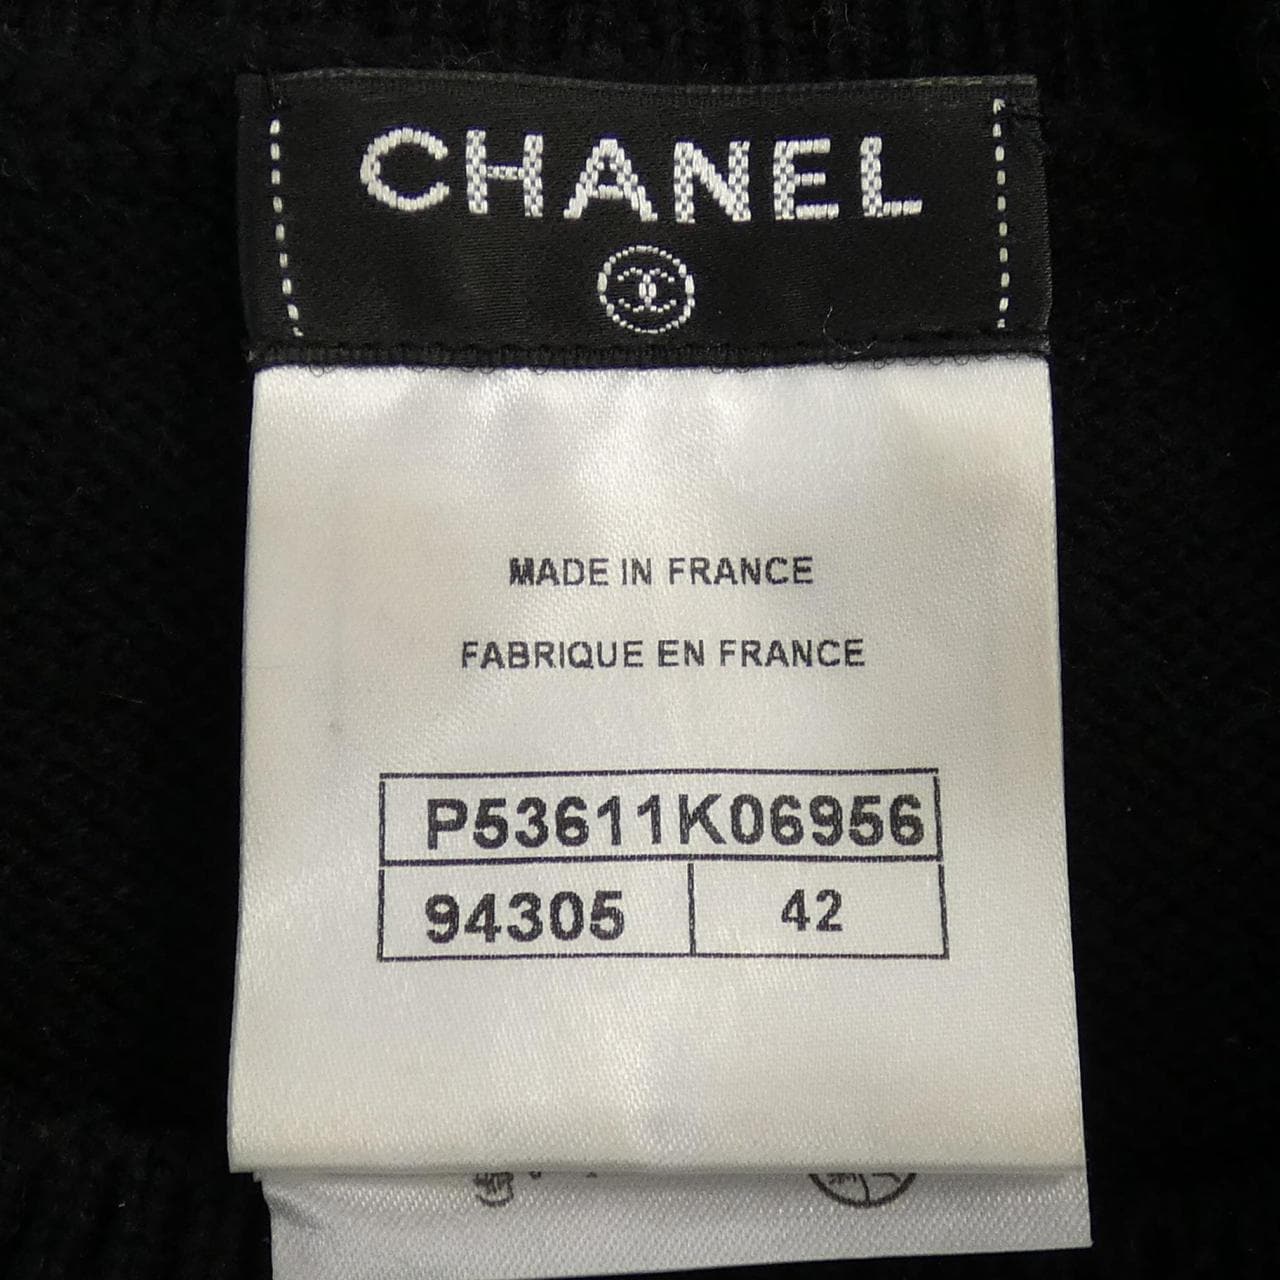 CHANEL
MADE IN FRANCE
FABRIQUE EN FRANCE
P53611K06956
94305 42